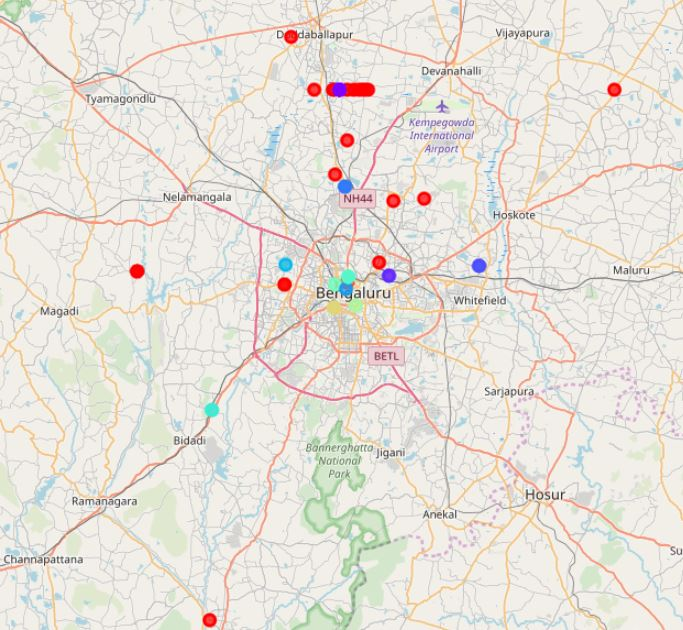 Doddaballapur
Vijayapura
Devanahalli
Tyamagondlu
Kempegowda
International
Airport
Nelamangala
NH44
Hoskote
Maluru
Bengaluru
Whitefield
Magadi
BETL
Sarjapura
Bidadi
Bannerghatta
National
Park
Jigani
Hosur
Ramanagara
Anekal
Channapattana
Su